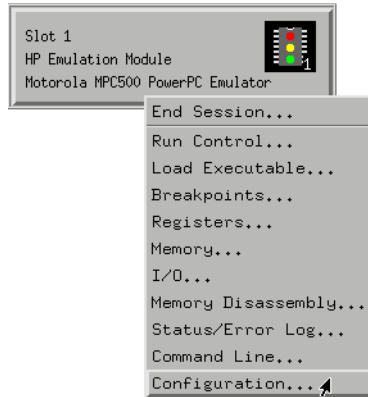 Slot 1
HP Emulation Module
Motorola MPC500 PowerPC Emulator
1
End Session...
Run Control...
Load Executable...
Breakpoints...
Registers...
Memory...
I/O...
Memory Disassembly...
Status/Error Log...
Command Line...
Configuration...